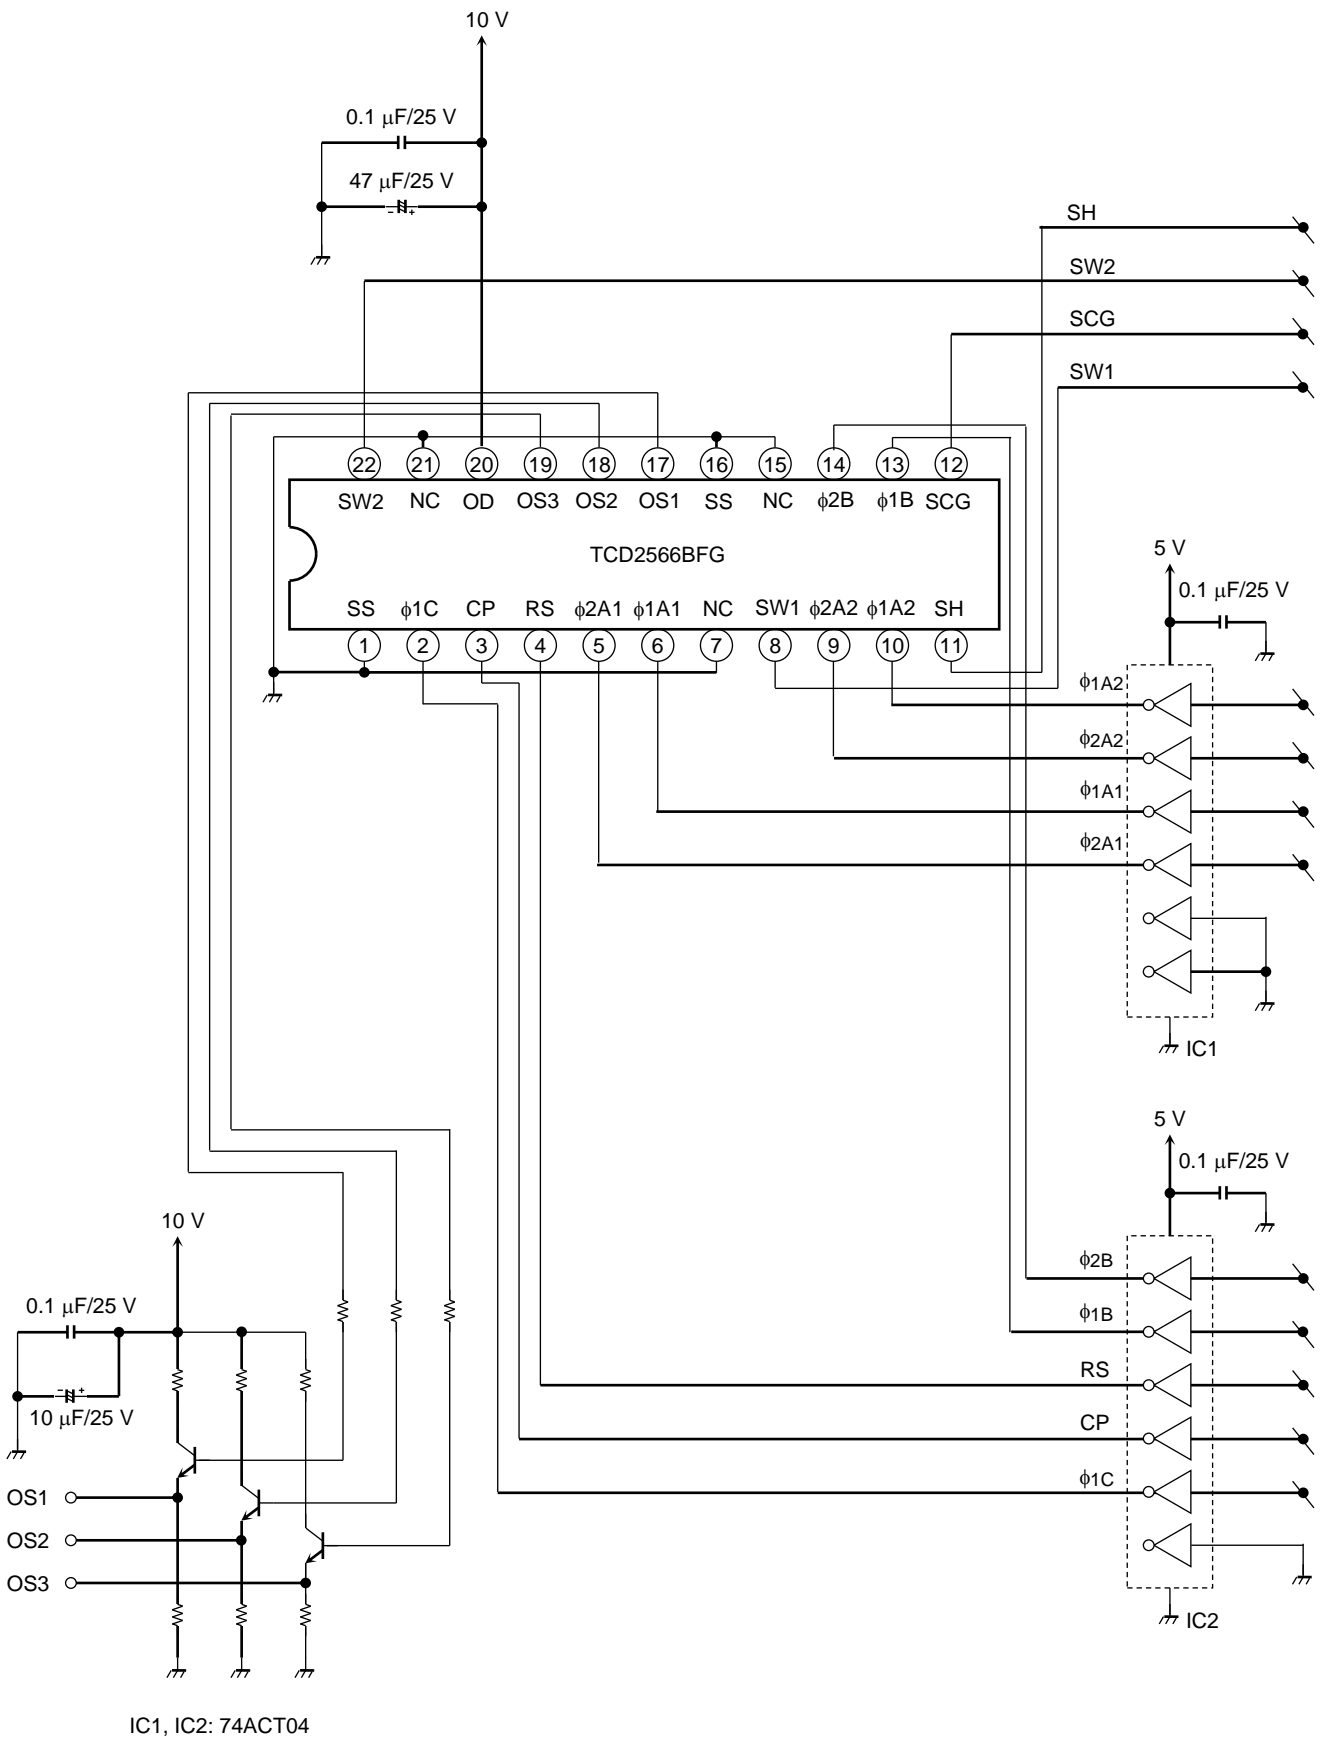 10 V
0.1 μF/25 V
47 μF/25 V
SH
SW2
SCG
SW1
22 21 20 19 18 17 16 15 14 13 12
SW2 NC OD OS3 OS2 OS1 SS NC ϕ2B ϕ1B SCG
TCD2566BFG
SS ϕ1C CP RS ϕ2A1 ϕ1A1 NC SW1 ϕ2A2 ϕ1A2 SH
1 2 3 4 5 6 7 8 9 10 11
5 V
0.1 μF/25 V
ϕ1A2
ϕ2A2
ϕ1A1
ϕ2A1
IC1
5 V
0.1 μF/25 V
ϕ2B
ϕ1B
RS
CP
ϕ1C
IC2
10 V
0.1 μF/25 V
10 μF/25 V
OS1
OS2
OS3
IC1, IC2: 74ACT04